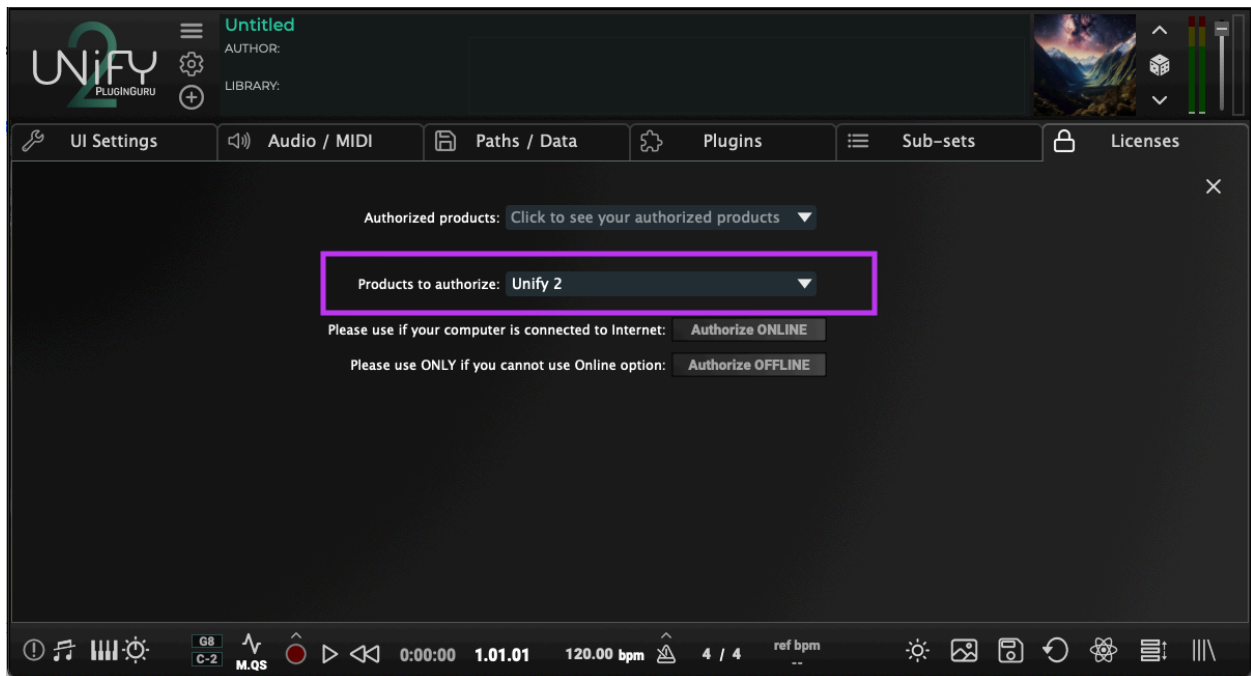 UNiFY
2
PLUGINGURU
Untitled
AUTHOR:
LIBRARY:
UI Settings
Audio / MIDI
Paths / Data
Plugins
Sub-sets
Licenses
Authorized products: Click to see your authorized products
Products to authorize: Unify 2
Please use if your computer is connected to Internet: Authorize ONLINE
Please use ONLY if you cannot use Online option: Authorize OFFLINE
G8
C-2
M.QS
0:00:00
1.01.01
120.00 bpm
4 / 4
ref bpm
--